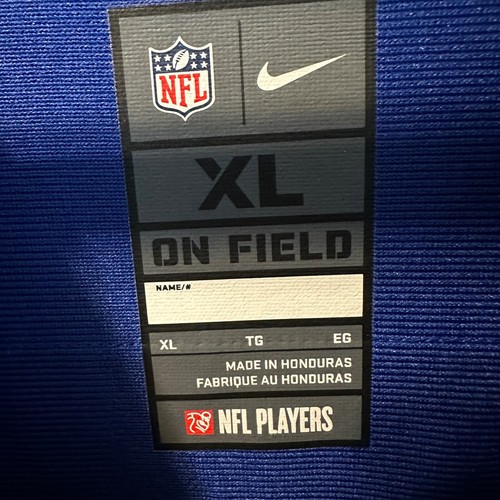 NFL
XL
ON FIELD
NAME/#
XL TG EG
MADE IN HONDURAS
FABRIQUE AU HONDURAS
NFL PLAYERS